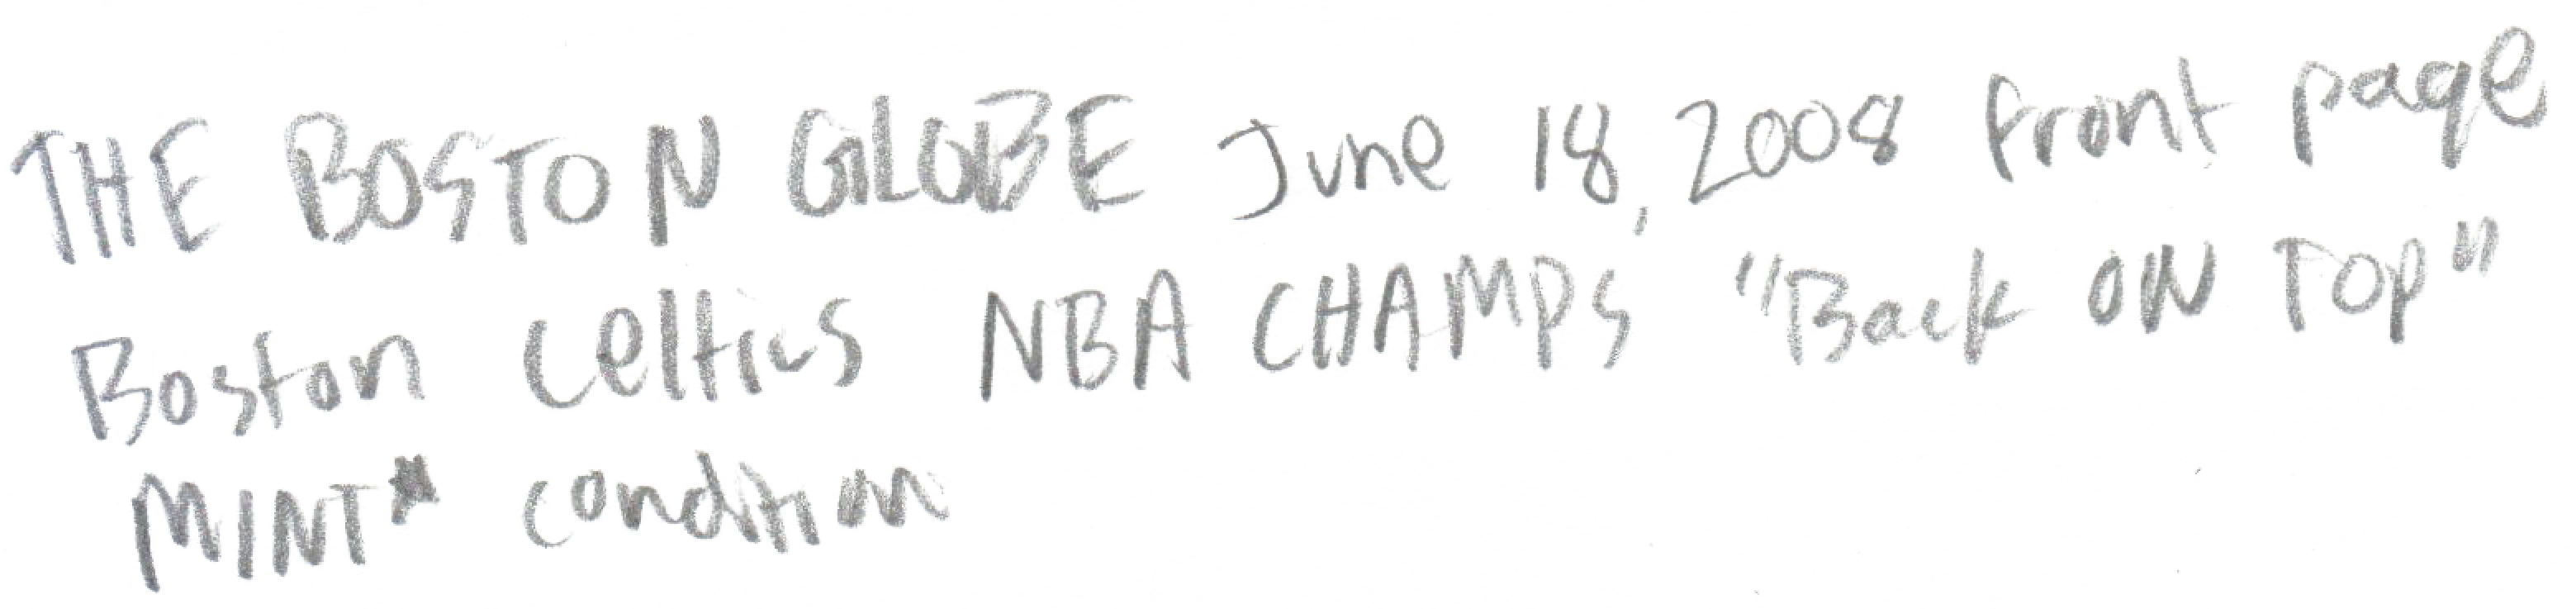 THE BOSTON GLOBE June 18, 2008 front page
Boston Celtics NBA CHAMPS "Back ON TOP"
MINT* condition